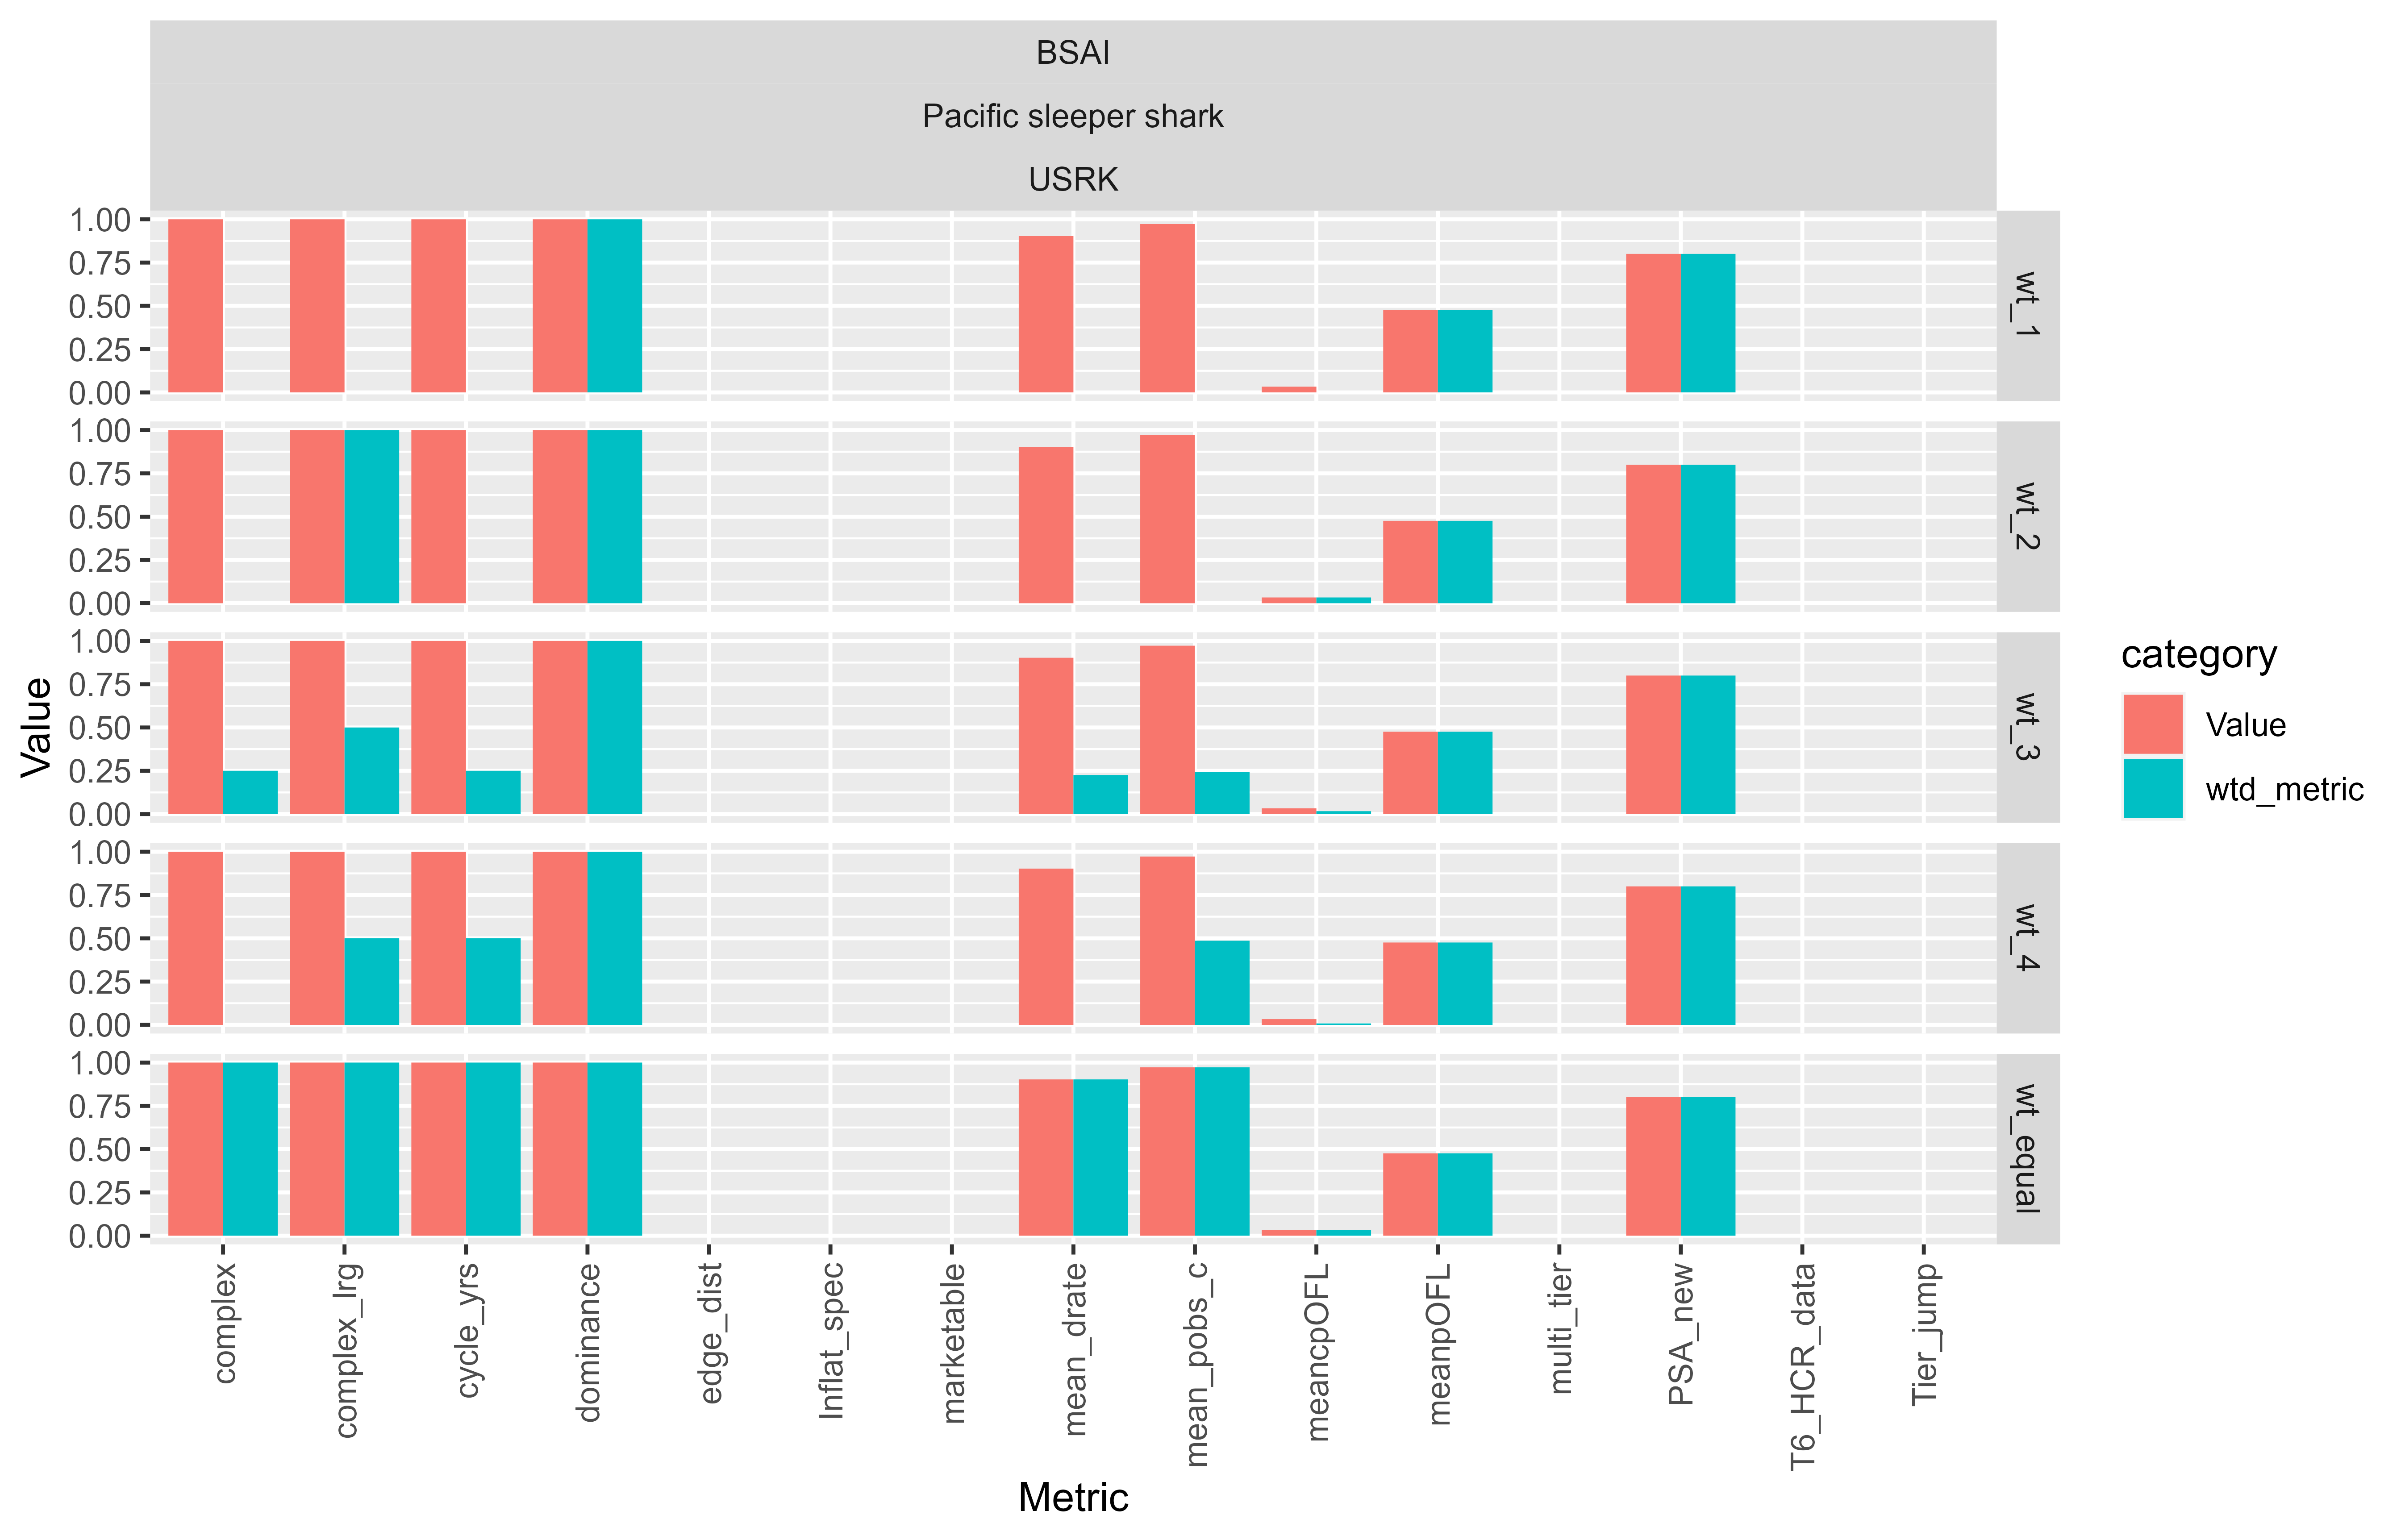 BSAI
Pacific sleeper shark
USRK
1.00
0.75
0.50
0.25
0.00
wt_1
1.00
0.75
0.50
0.25
0.00
wt_2
1.00
0.75
0.50
0.25
0.00
wt_3
1.00
0.75
0.50
0.25
0.00
wt_4
1.00
0.75
0.50
0.25
0.00
wt_equal
Value
complex
complex_lrg
cycle_yrs
dominance
edge_dist
Inflat_spec
marketable
mean_drate
mean_pobs_c
meancpOFL
meanpOFL
multi_tier
PSA_new
T6_HCR_data
Tier_jump
Metric
category
Value
wtd_metric